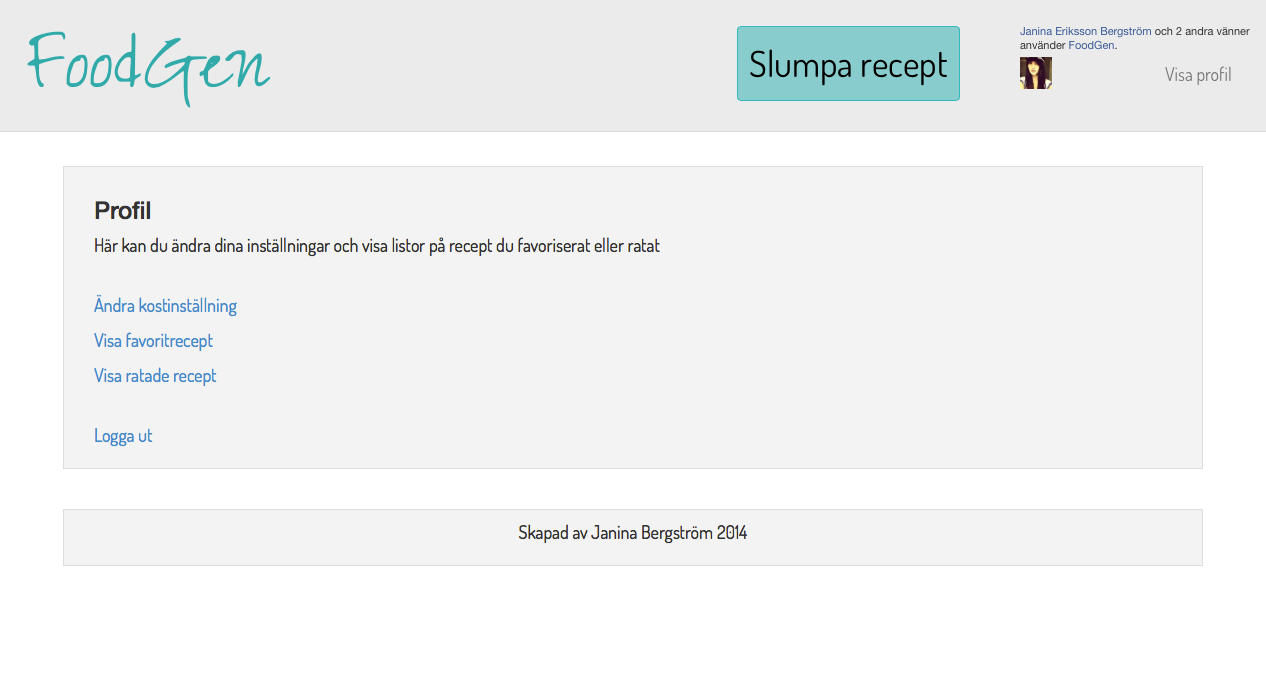 FoodGen
Slumpa recept
Janina Eriksson Bergström och 2 andra vänner
använder FoodGen.
Visa profil
Profil
Här kan du ändra dina inställningar och visa listor på recept du favoriserat eller ratat
Ändra kostinställning
Visa favoritrecept
Visa ratade recept
Logga ut
Skapad av Janina Bergström 2014